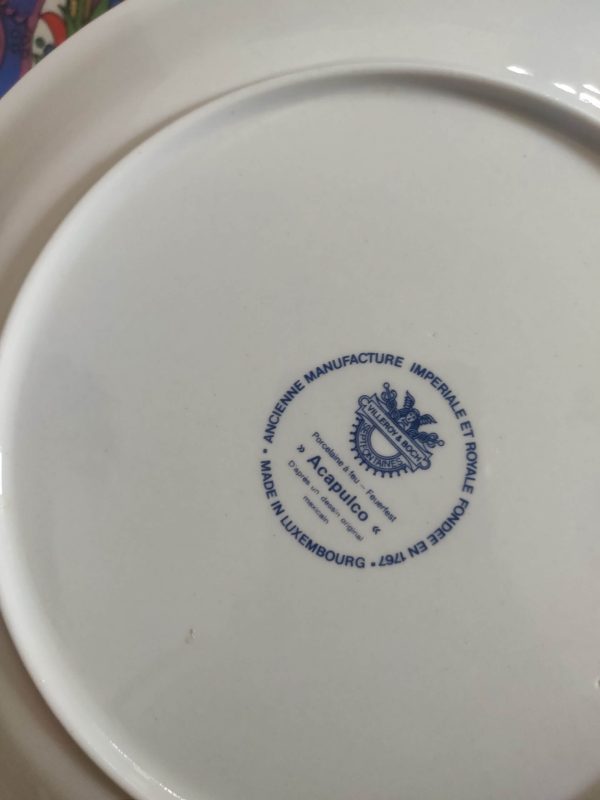 ANCIENNE MANUFACTURE IMPERIALE ET ROYALE FONDEE EN 1767 •
MADE IN LUXEMBOURG •
VILLEROY & BOCH
SEPTFONTAINES
Porcelaine à feu – Feuerfest
» Acapulco «
D'après un dessin original
mexicain